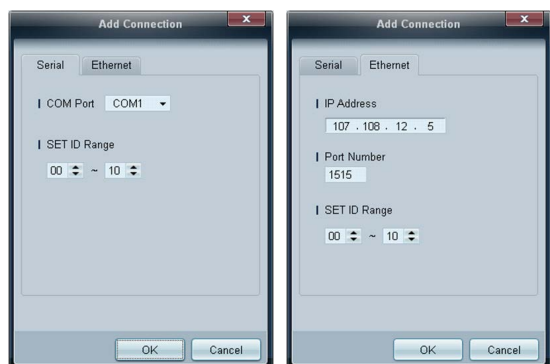 Add Connection
Serial Ethernet
COM Port COM1
SET ID Range
00 ~ 10
OK Cancel
Add Connection
Serial Ethernet
IP Address
107 . 108 . 12 . 5
Port Number
1515
SET ID Range
00 ~ 10
OK Cancel